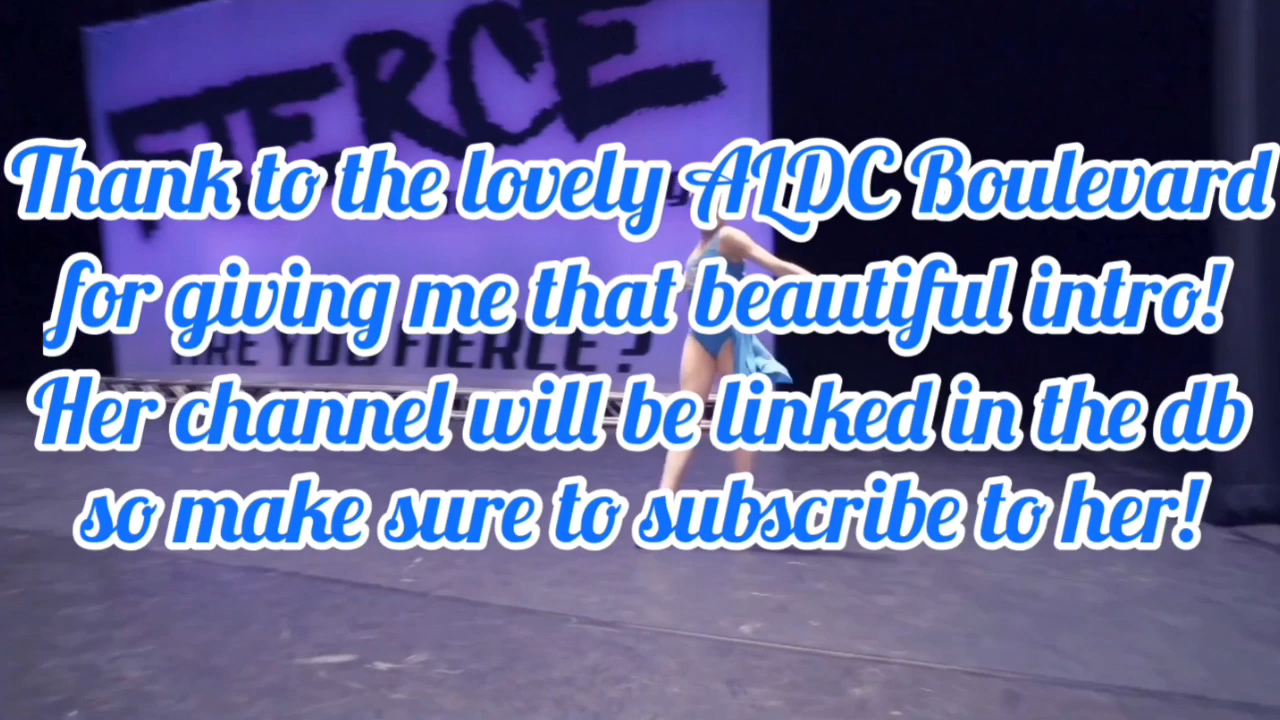 FIERCE
Thank to the lovely ALDC Boulevard
for giving me that beautiful intro!
ARE YOU FIERCE?
Her channel will be linked in the db
so make sure to subscribe to her!